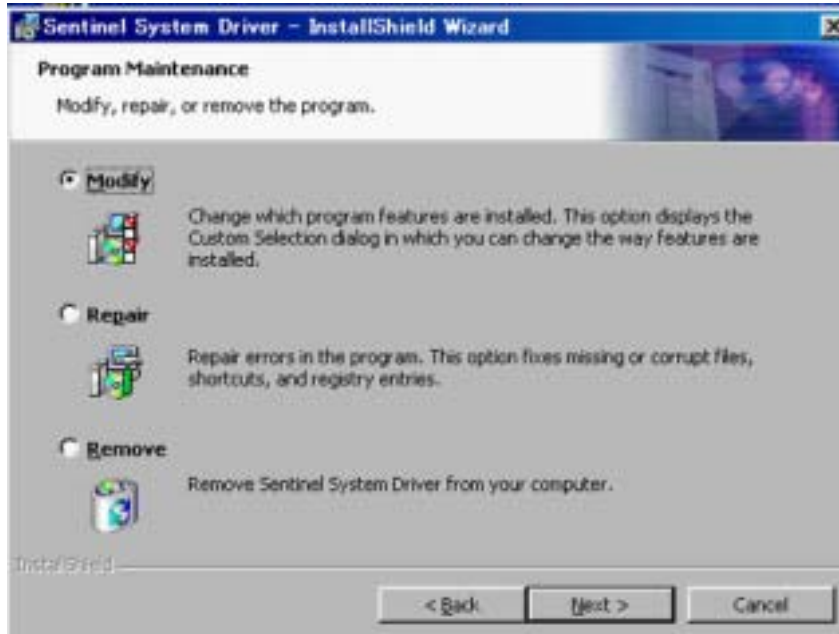 Sentinel System Driver - InstallShield Wizard
Program Maintenance
Modify, repair, or remove the program.
Modify
Change which program features are installed. This option displays the
Custom Selection dialog in which you can change the way features are
installed.
Repair
Repair errors in the program. This option fixes missing or corrupt files,
shortcuts, and registry entries.
Remove
Remove Sentinel System Driver from your computer.
InstallShield
< Back
Next >
Cancel